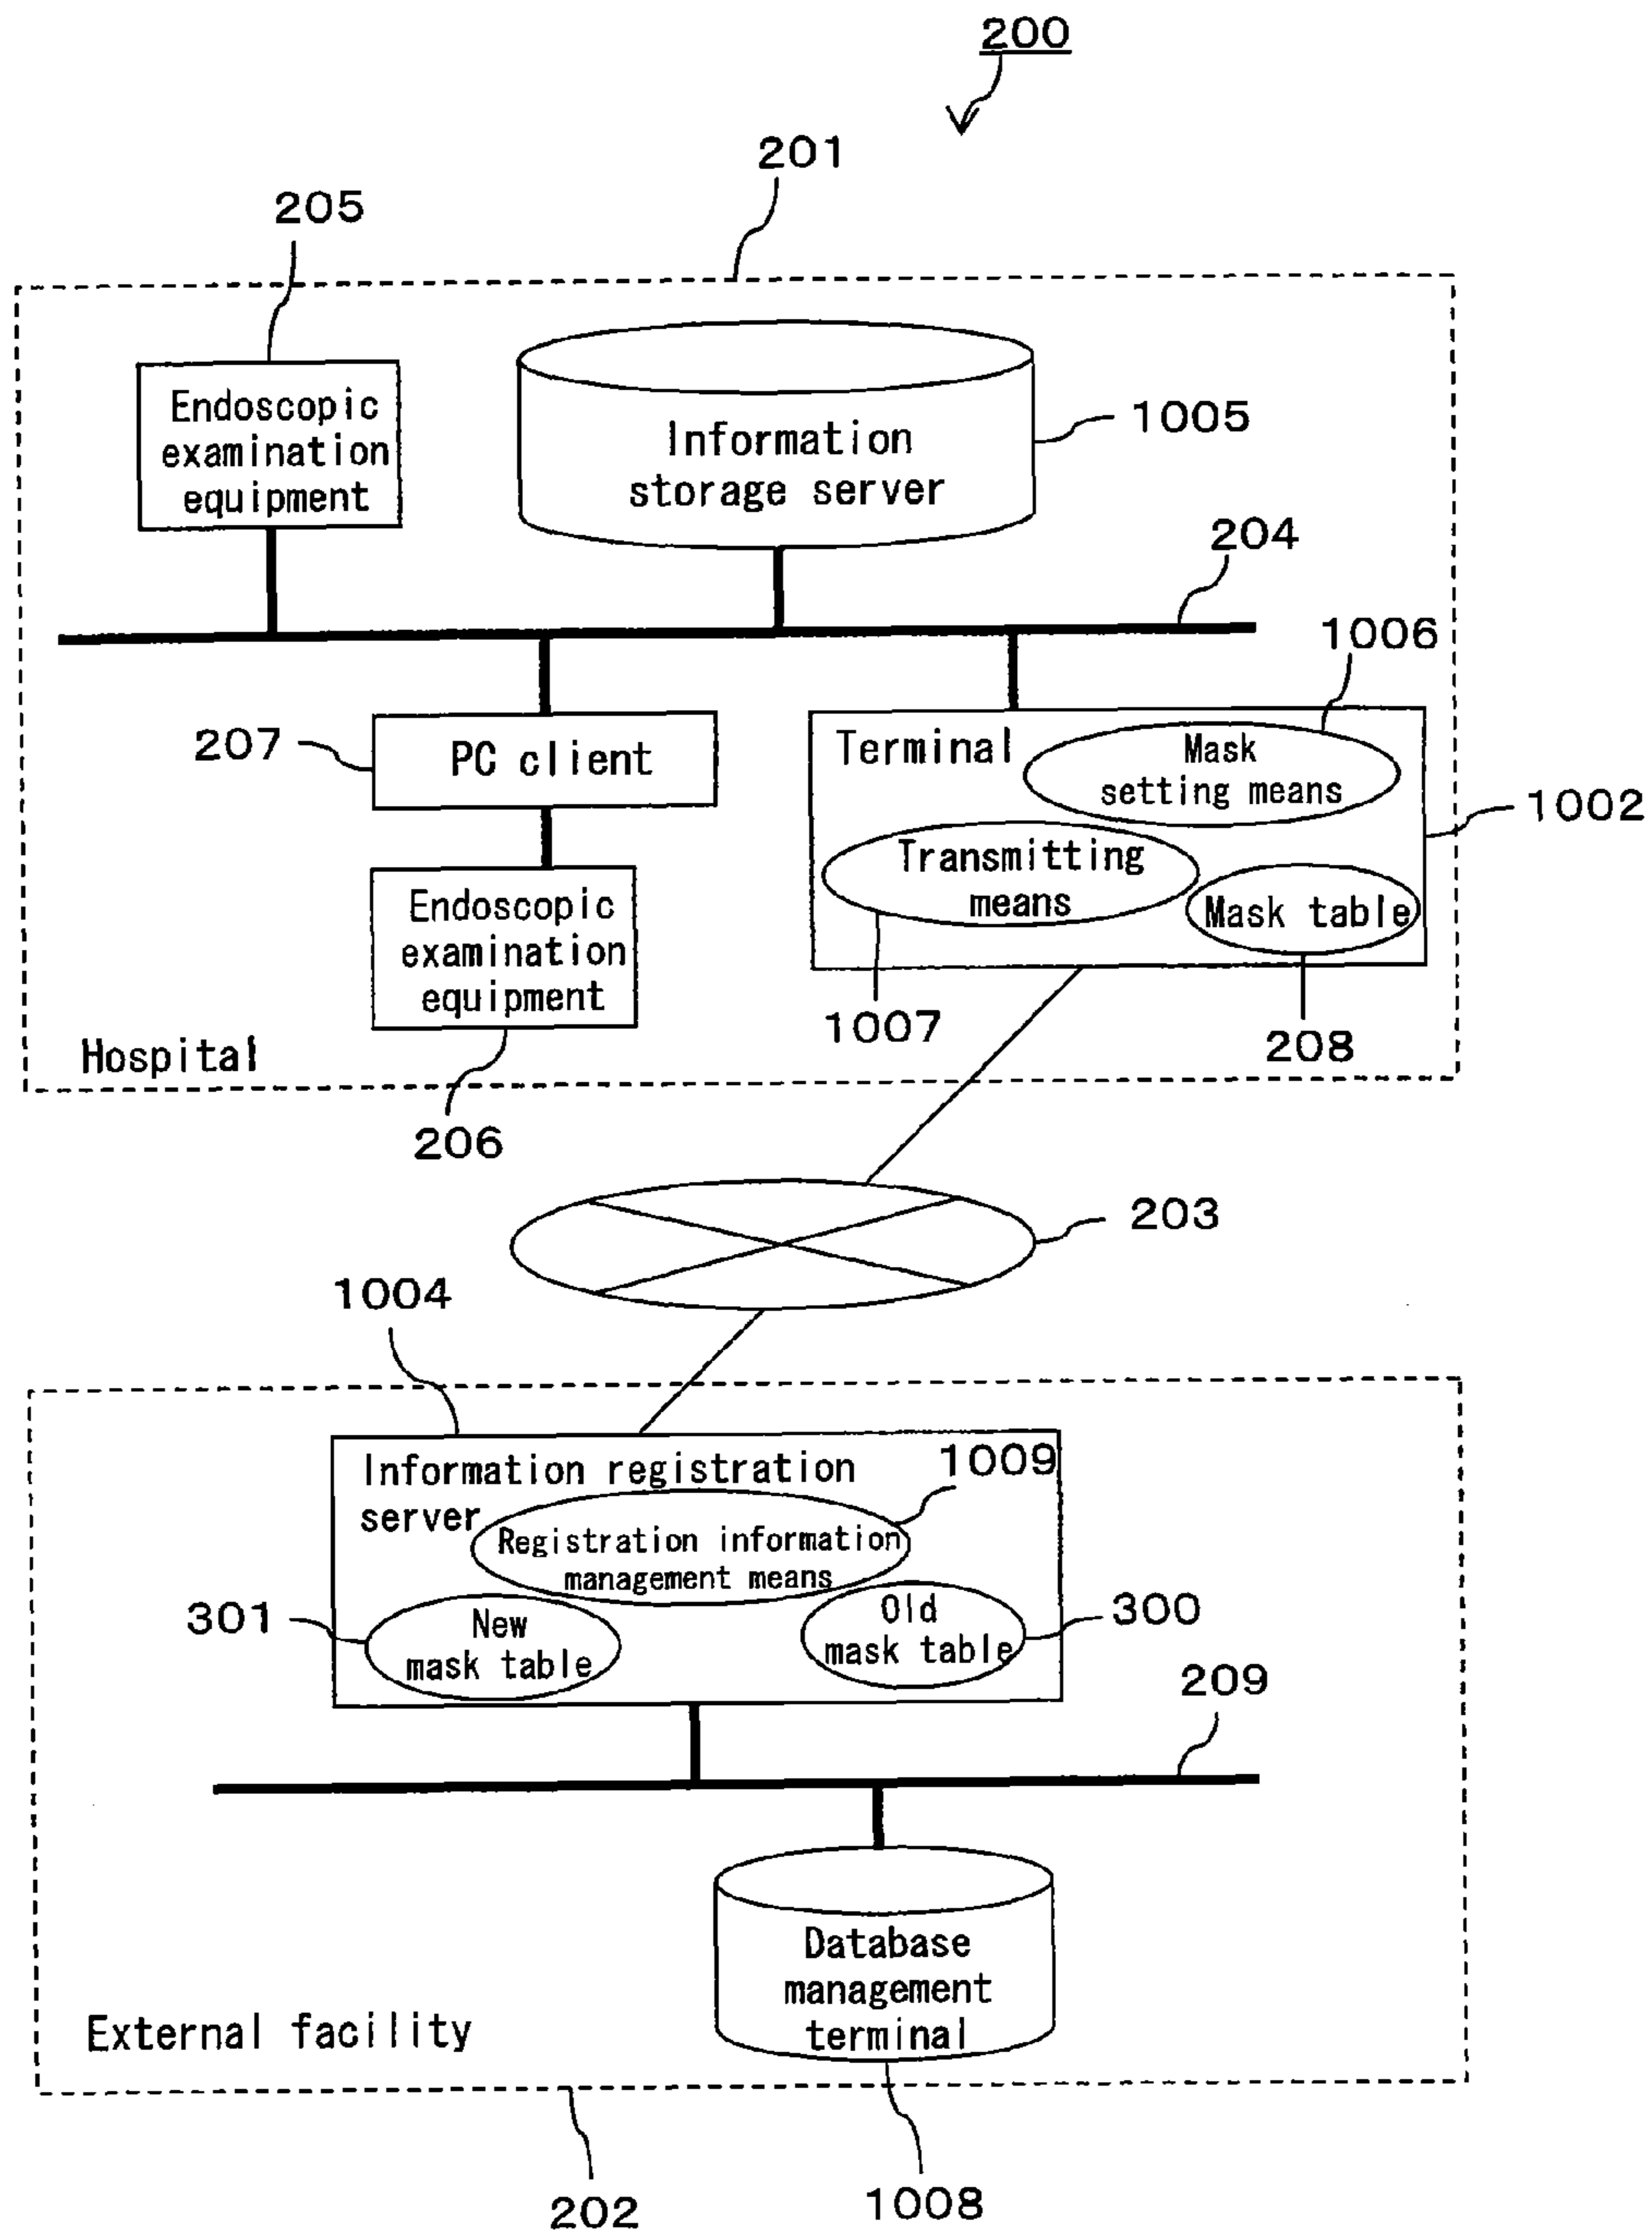 200
201
205
Endoscopic
examination
equipment
Information
storage server
1005
204
1006
207
PC client
Terminal
Mask
setting means
1002
Transmitting
means
Mask table
Endoscopic
examination
equipment
1007
208
Hospital
206
203
1004
Information registration
server
1009
Registration information
management means
301
New
mask table
Old
mask table
300
209
Database
management
terminal
External facility
202
1008